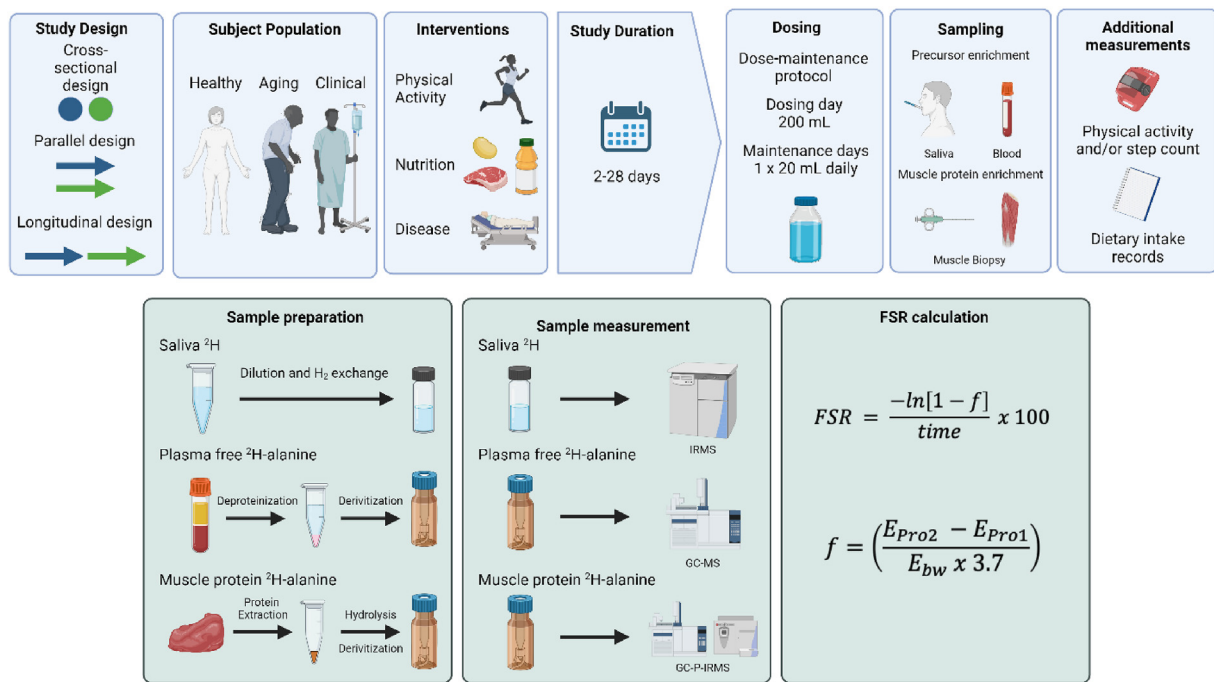 Study Design
Cross-
sectional
design
Parallel design
Longitudinal design
Subject Population
Healthy Aging Clinical
Interventions
Physical
Activity
Nutrition
Disease
Study Duration
2-28 days
Dosing
Dose-maintenance
protocol
Dosing day
200 mL
Maintenance days
1 x 20 mL daily
Sampling
Precursor enrichment
Saliva Blood
Muscle protein enrichment
Muscle Biopsy
Additional
measurements
Physical activity
and/or step count
Dietary intake
records
Sample preparation
Saliva ²H
Dilution and H₂ exchange
Plasma free ²H-alanine
Deproteinization Derivitization
Muscle protein ²H-alanine
Protein
Extraction
Hydrolysis
Derivitization
Sample measurement
Saliva ²H
IRMS
Plasma free ²H-alanine
GC-MS
Muscle protein ²H-alanine
GC-P-IRMS
FSR calculation
FSR = -ln[1 − f] / time x 100
f = (E_Pro2 − E_Pro1 / E_bw x 3.7)